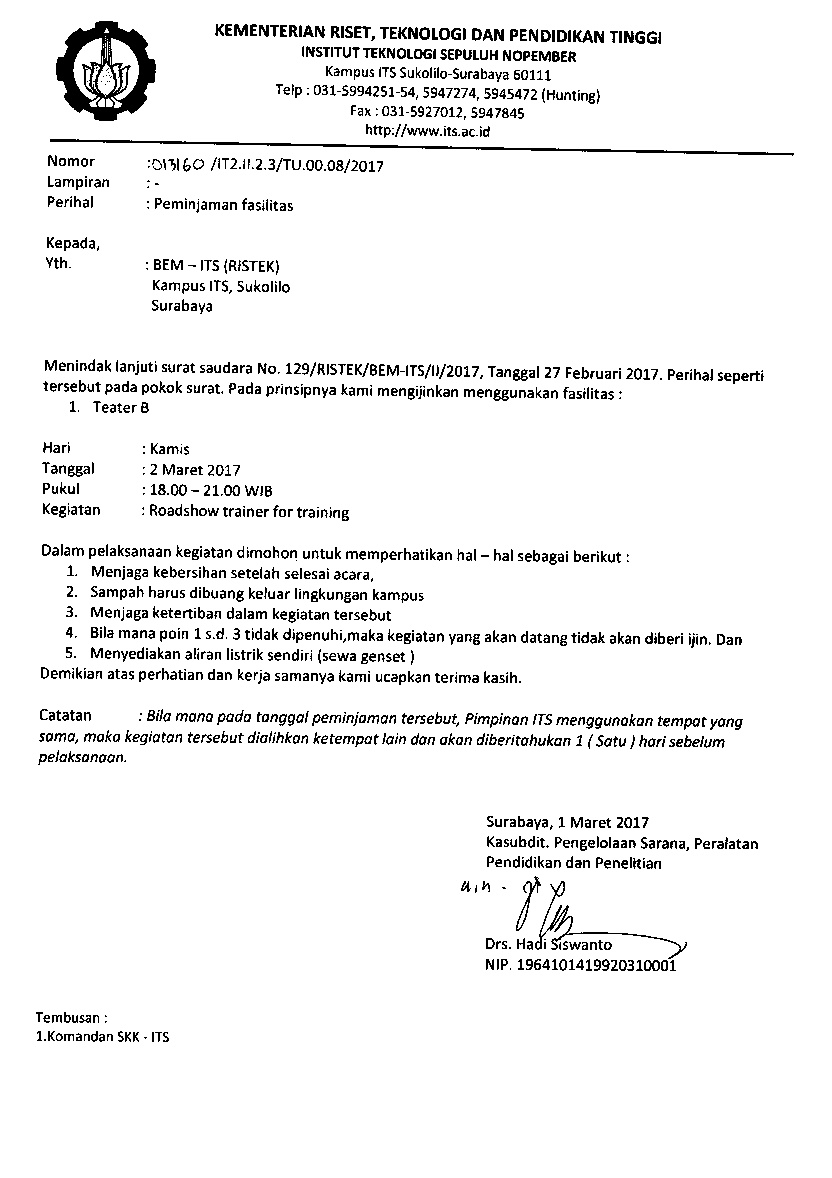 KEMENTERIAN RISET, TEKNOLOGI DAN PENDIDIKAN TINGGI
INSTITUT TEKNOLOGI SEPULUH NOPEMBER
Kampus ITS Sukolilo-Surabaya 60111
Telp : 031-5994251-54, 5947274, 5945472 (Hunting)
Fax : 031-5927012, 5947845
http://www.its.ac.id
Nomor : /IT2.II.2.3/TU.00.08/2017
Lampiran : -
Perihal : Peminjaman fasilitas
Kepada,
Yth. : BEM – ITS (RISTEK)
Kampus ITS, Sukolilo
Surabaya
Menindak lanjuti surat saudara No. 129/RISTEK/BEM-ITS/II/2017, Tanggal 27 Februari 2017. Perihal seperti
tersebut pada pokok surat. Pada prinsipnya kami mengijinkan menggunakan fasilitas :
1. Teater B
Hari : Kamis
Tanggal : 2 Maret 2017
Pukul : 18.00 – 21.00 WIB
Kegiatan : Roadshow trainer for training
Dalam pelaksanaan kegiatan dimohon untuk memperhatikan hal – hal sebagai berikut :
1. Menjaga kebersihan setelah selesai acara,
2. Sampah harus dibuang keluar lingkungan kampus
3. Menjaga ketertiban dalam kegiatan tersebut
4. Bila mana poin 1 s.d. 3 tidak dipenuhi,maka kegiatan yang akan datang tidak akan diberi ijin. Dan
5. Menyediakan aliran listrik sendiri (sewa genset )
Demikian atas perhatian dan kerja samanya kami ucapkan terima kasih.
Catatan : Bila mana pada tanggal peminjaman tersebut, Pimpinan ITS menggunakan tempat yang
sama, maka kegiatan tersebut dialihkan ketempat lain dan akan diberitahukan 1 ( Satu ) hari sebelum
pelaksanaan.
Surabaya, 1 Maret 2017
Kasubdit. Pengelolaan Sarana, Peralatan
Pendidikan dan Penelitian
Drs. Hadi Siswanto
NIP. 1964101419920310001
Tembusan :
1.Komandan SKK - ITS